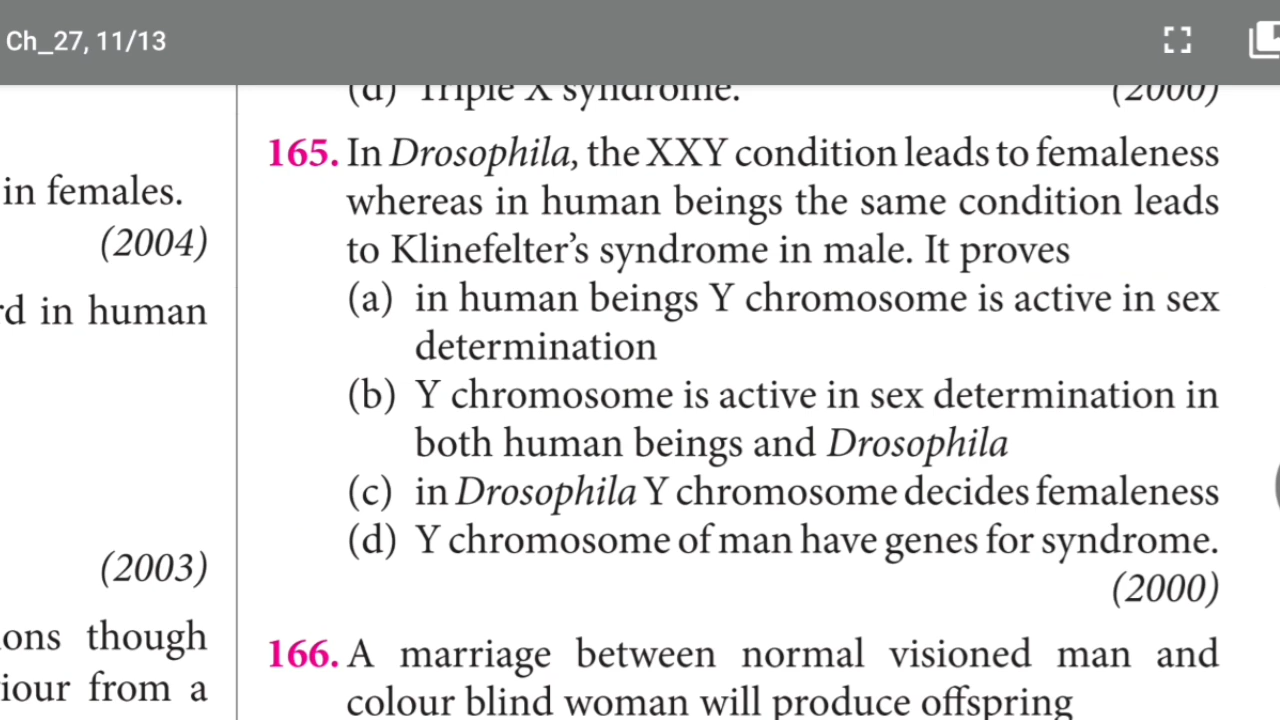 Ch_27, 11/13
(d) Triple X syndrome.
(2000)
in females.
(2004)
rd in human
(2003)
ions though
iour from a
165. In Drosophila, the XXY condition leads to femaleness
whereas in human beings the same condition leads
to Klinefelter’s syndrome in male. It proves
(a) in human beings Y chromosome is active in sex
determination
(b) Y chromosome is active in sex determination in
both human beings and Drosophila
(c) in Drosophila Y chromosome decides femaleness
(d) Y chromosome of man have genes for syndrome.
(2000)
166. A marriage between normal visioned man and
colour blind woman will produce offspring